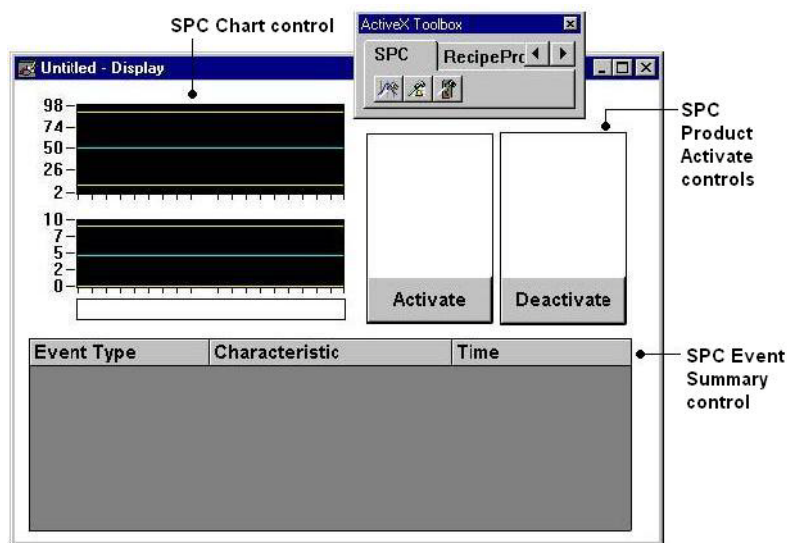 SPC Chart control
ActiveX Toolbox
SPC
RecipePro
Untitled - Display
98
74
50
26
2
10
7
5
2
0
SPC
Product
Activate
controls
Activate
Deactivate
Event Type
Characteristic
Time
SPC Event
Summary
control